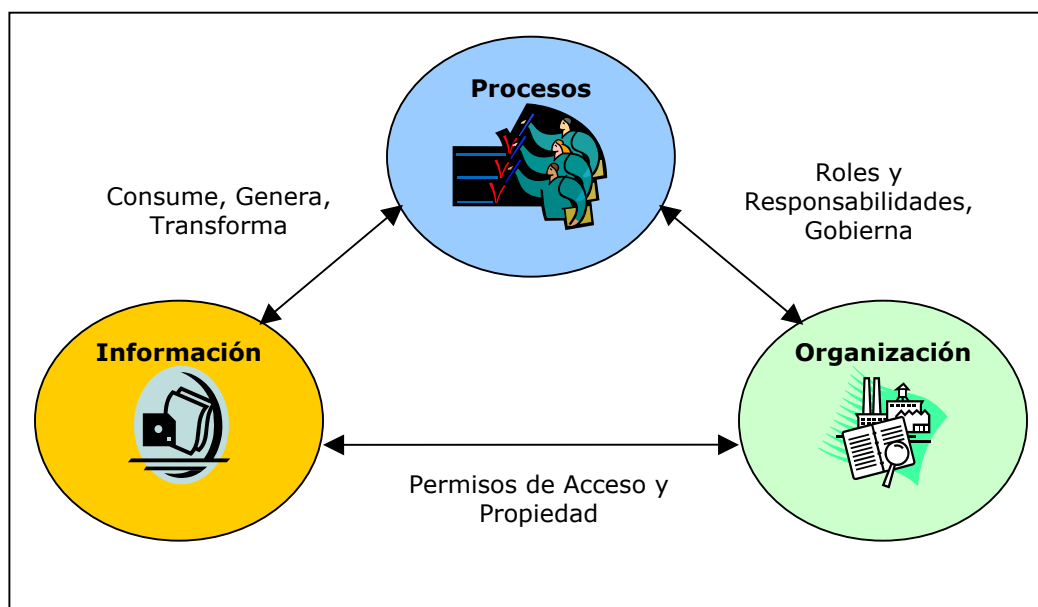 Procesos
Consume, Genera,
Transforma
Roles y
Responsabilidades,
Gobierna
Información
Organización
Permisos de Acceso y
Propiedad